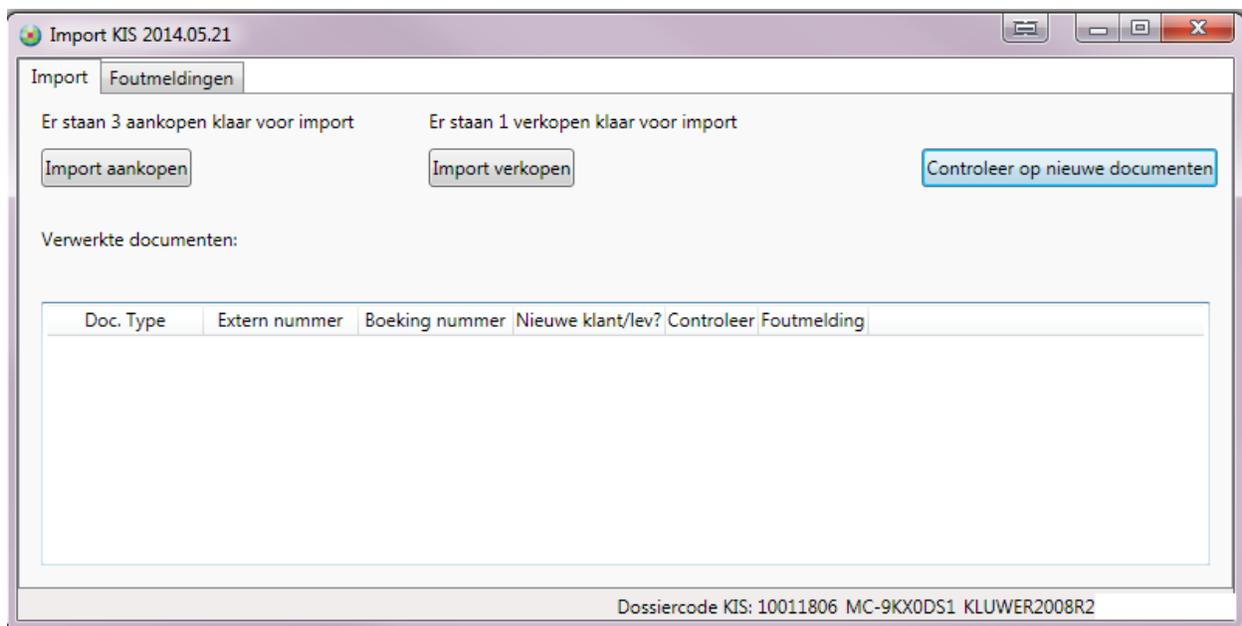 Import KIS 2014.05.21
Import Foutmeldingen
Er staan 3 aankopen klaar voor import Er staan 1 verkopen klaar voor import
Import aankopen Import verkopen Controleer op nieuwe documenten
Verwerkte documenten:
Doc. Type Extern nummer Boeking nummer Nieuwe klant/lev? Controleer Foutmelding
Dossiercode KIS: 10011806 MC-9KX0DS1 KLUWER2008R2